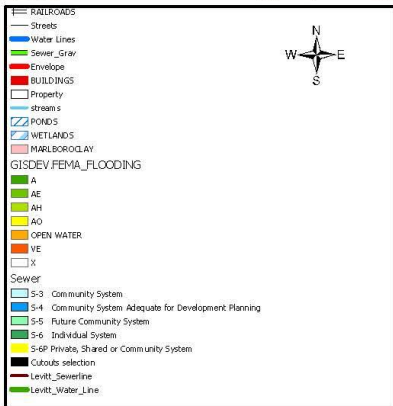 RAILROADS
Streets
Water Lines
Sewer_Grav
Envelope
BUILDINGS
Property
streams
PONDS
WETLANDS
MARLBOROCLAY
GISDEV.FEMA_FLOODING
A
AE
AH
AO
OPEN WATER
VE
X
Sewer
S-3 Community System
S-4 Community System Adequate for Development Planning
S-5 Future Community System
S-6 Individual System
S-6P Private, Shared or Community System
Cutouts selection
Levitt_Sewerline
Levitt_Water_Line
N
W E
S